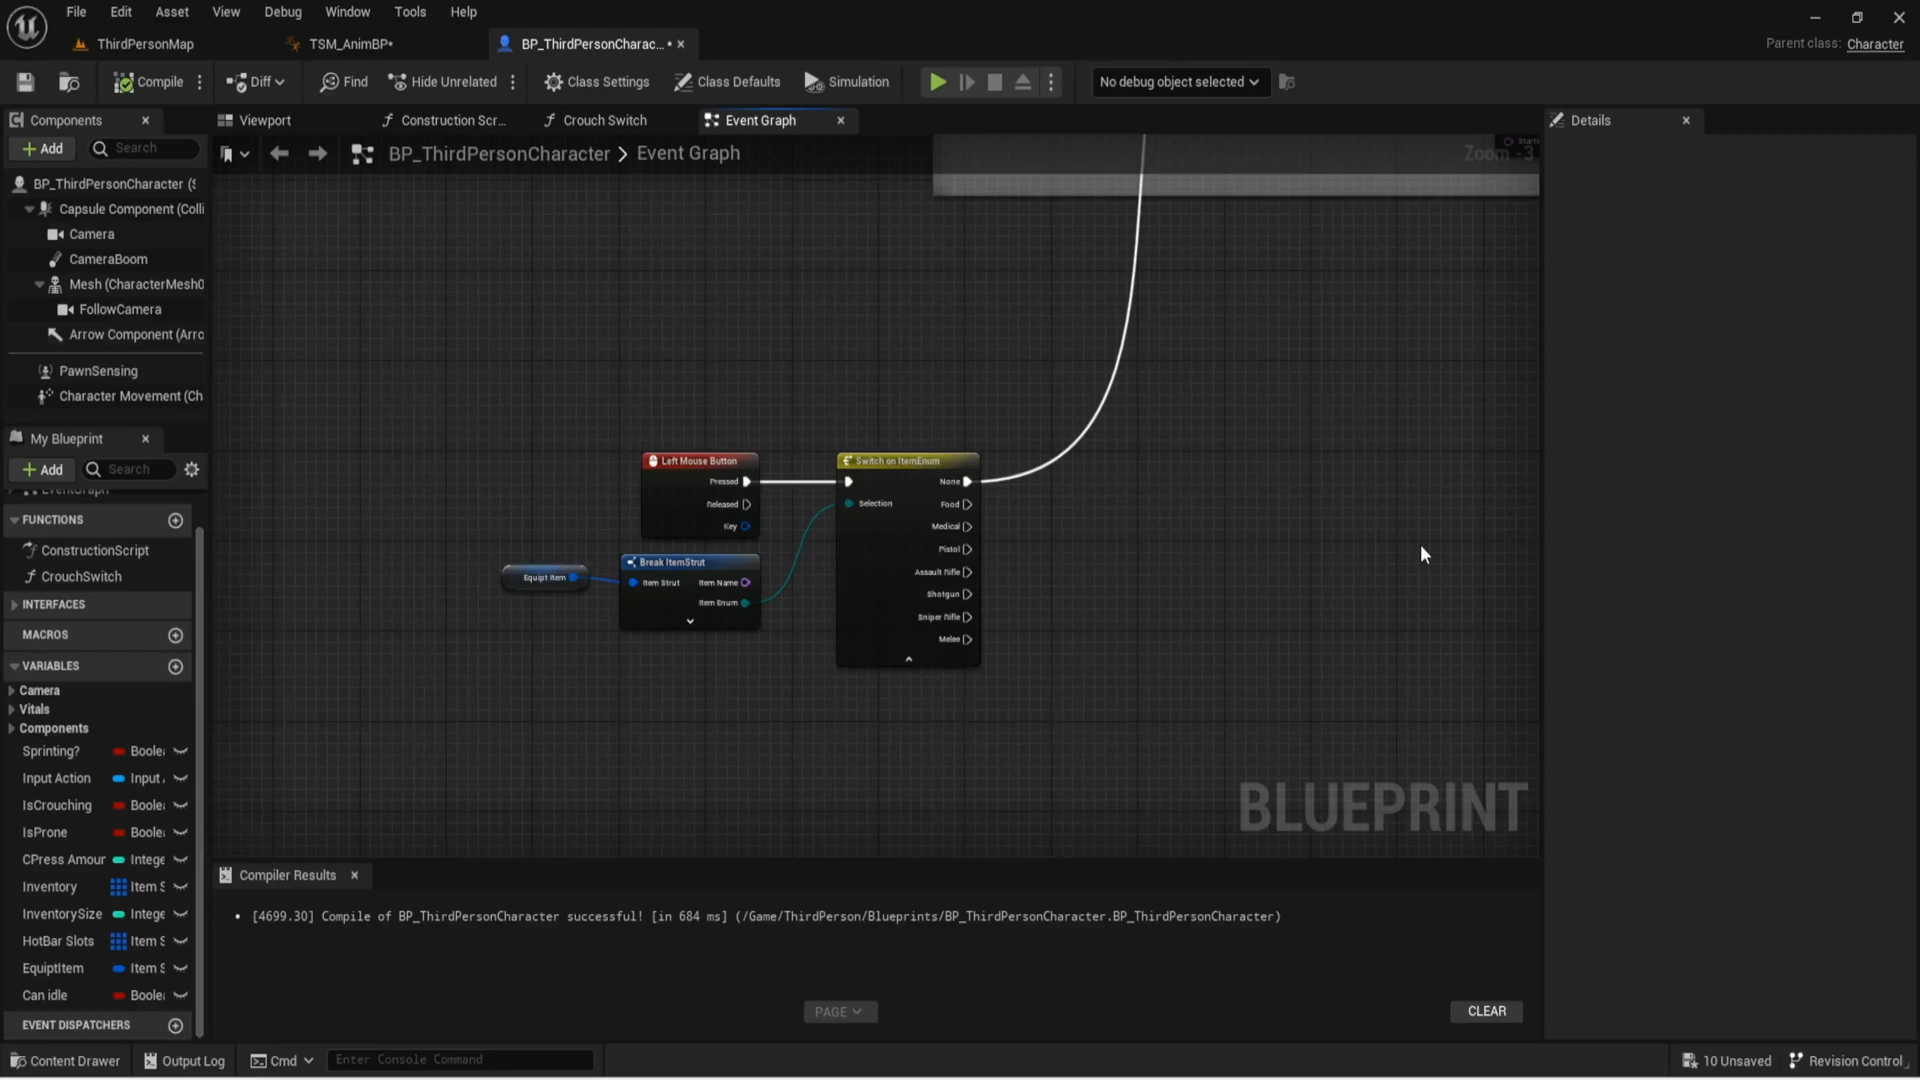 File Edit Asset View Debug Window Tools Help
ThirdPersonMap TSM_AnimBP* BP_ThirdPersonCharac... •
Parent class: Character
Compile Diff Find Hide Unrelated Class Settings Class Defaults Simulation No debug object selected
Components Viewport Construction Scr... Crouch Switch Event Graph Details
+ Add Search
BP_ThirdPersonCharacter > Event Graph
Zoom -3
BP_ThirdPersonCharacter (S
Capsule Component (Colli
Camera
CameraBoom
Mesh (CharacterMesh0
FollowCamera
Arrow Component (Arro
PawnSensing
Character Movement (Ch
My Blueprint
+ Add Search
EventGraph
FUNCTIONS
ConstructionScript
CrouchSwitch
INTERFACES
MACROS
VARIABLES
Camera
Vitals
Components
Sprinting? Boole
Input Action Input
IsCrouching Boole
IsProne Boole
CPress Amour Intege
Inventory Item S
InventorySize Intege
HotBar Slots Item S
EquiptItem Item S
Can idle Boole
EVENT DISPATCHERS
Left Mouse Button
Pressed
Released
Key
Equipt Item
Break ItemStrut
Item Strut Item Name
Item Enum
Switch on ItemEnum
None
Selection Food
Medical
Pistol
Assault Rifle
Shotgun
Sniper Rifle
Melee
BLUEPRINT
Compiler Results
• [4699.30] Compile of BP_ThirdPersonCharacter successful! [in 684 ms] (/Game/ThirdPerson/Blueprints/BP_ThirdPersonCharacter.BP_ThirdPersonCharacter)
PAGE CLEAR
Content Drawer Output Log Cmd Enter Console Command 10 Unsaved Revision Control